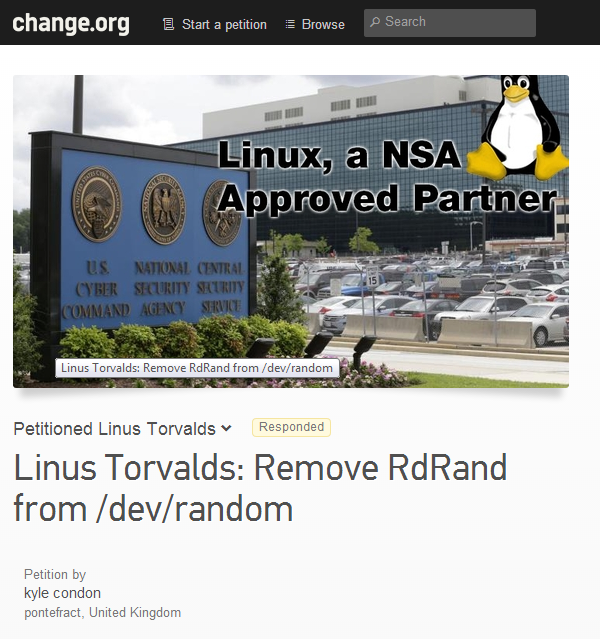 change.org
Start a petition
Browse
Search
Linux, a NSA
Approved Partner
U.S.
CYBER
COMMAND
NATIONAL
SECURITY
AGENCY
CENTRAL
SECURITY
SERVICE
15
Linus Torvalds: Remove RdRand from /dev/random
Petitioned Linus Torvalds
Responded
Linus Torvalds: Remove RdRand
from /dev/random
Petition by
kyle condon
pontefract, United Kingdom